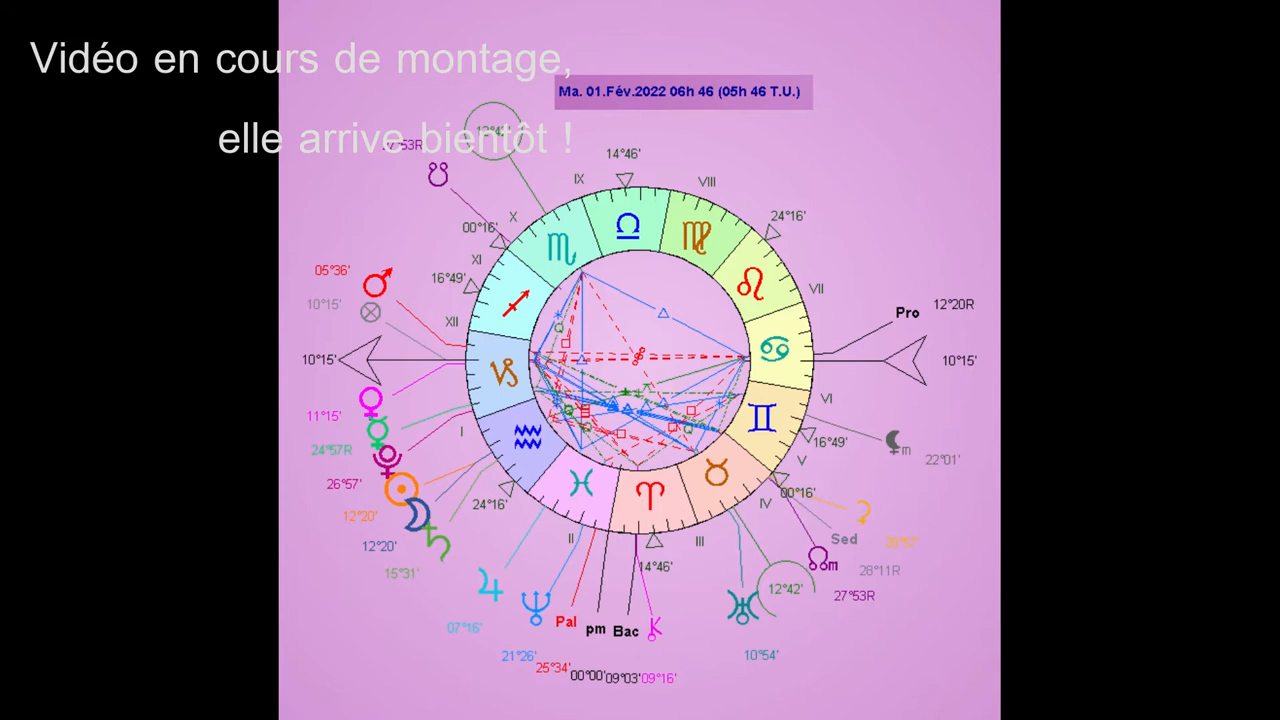 Vidéo en cours de montage,
Ma. 01.Fév.2022 06h 46 (05h 46 T.U.)
elle arrive bientôt !
14°46'
IX
VIII
X
24°16'
00°16'
XI
16°49'
VII
05°36'
10°15'
Pro 12°20R
XII
10°15'
10°15'
11°15'
VI
I
16°49'
24°57R
m
22°01'
V
26°57'
IV
00°16'
24°16'
12°20'
Sed
12°20'
II
III
15°31'
14°46'
m
28°11R
12°42'
27°53R
07°16'
Pal
pm
Bac
21°26'
10°54'
25°34'
00°00'
09°03'
09°16'